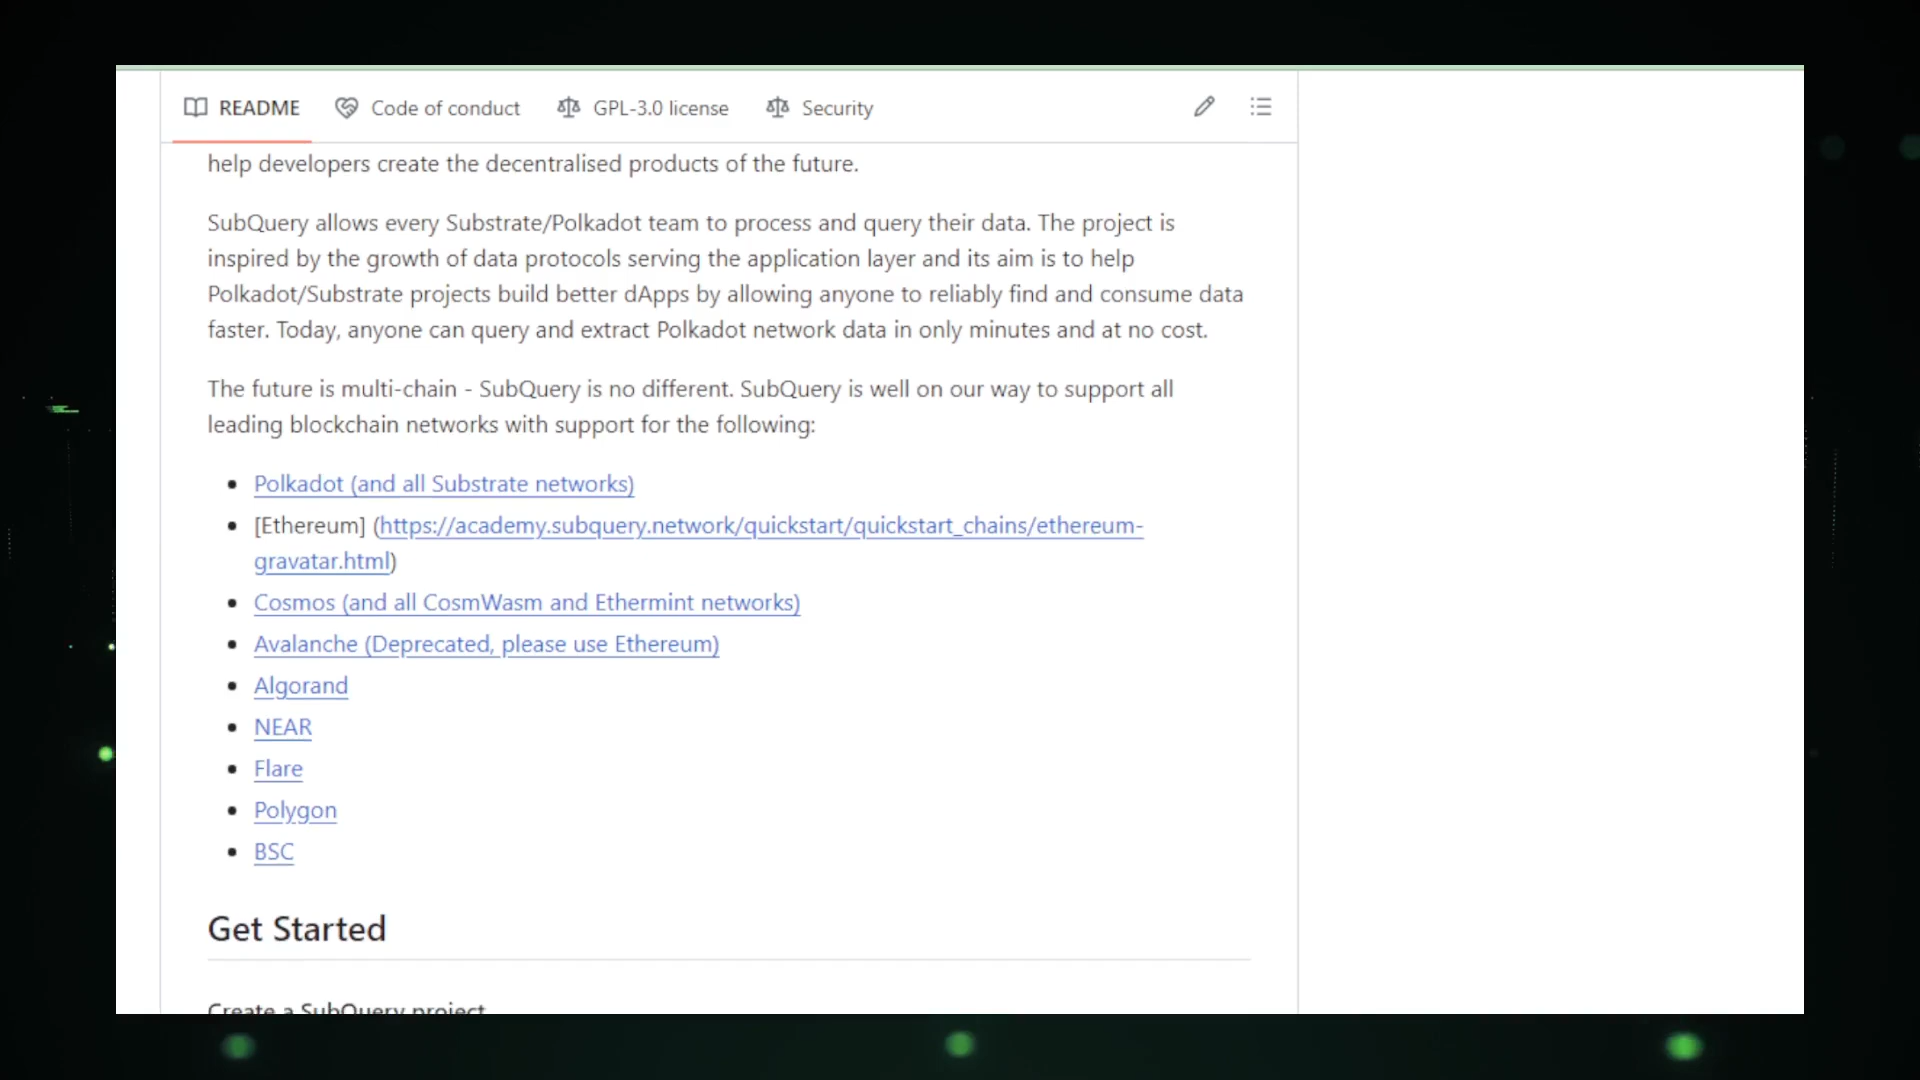 README Code of conduct GPL-3.0 license Security
help developers create the decentralised products of the future.
SubQuery allows every Substrate/Polkadot team to process and query their data. The project is
inspired by the growth of data protocols serving the application layer and its aim is to help
Polkadot/Substrate projects build better dApps by allowing anyone to reliably find and consume data
faster. Today, anyone can query and extract Polkadot network data in only minutes and at no cost.
The future is multi-chain - SubQuery is no different. SubQuery is well on our way to support all
leading blockchain networks with support for the following:
Polkadot (and all Substrate networks)
[Ethereum] (https://academy.subquery.network/quickstart/quickstart_chains/ethereum-
gravatar.html)
Cosmos (and all CosmWasm and Ethermint networks)
Avalanche (Deprecated, please use Ethereum)
Algorand
NEAR
Flare
Polygon
BSC
Get Started
Create a SubQuery project